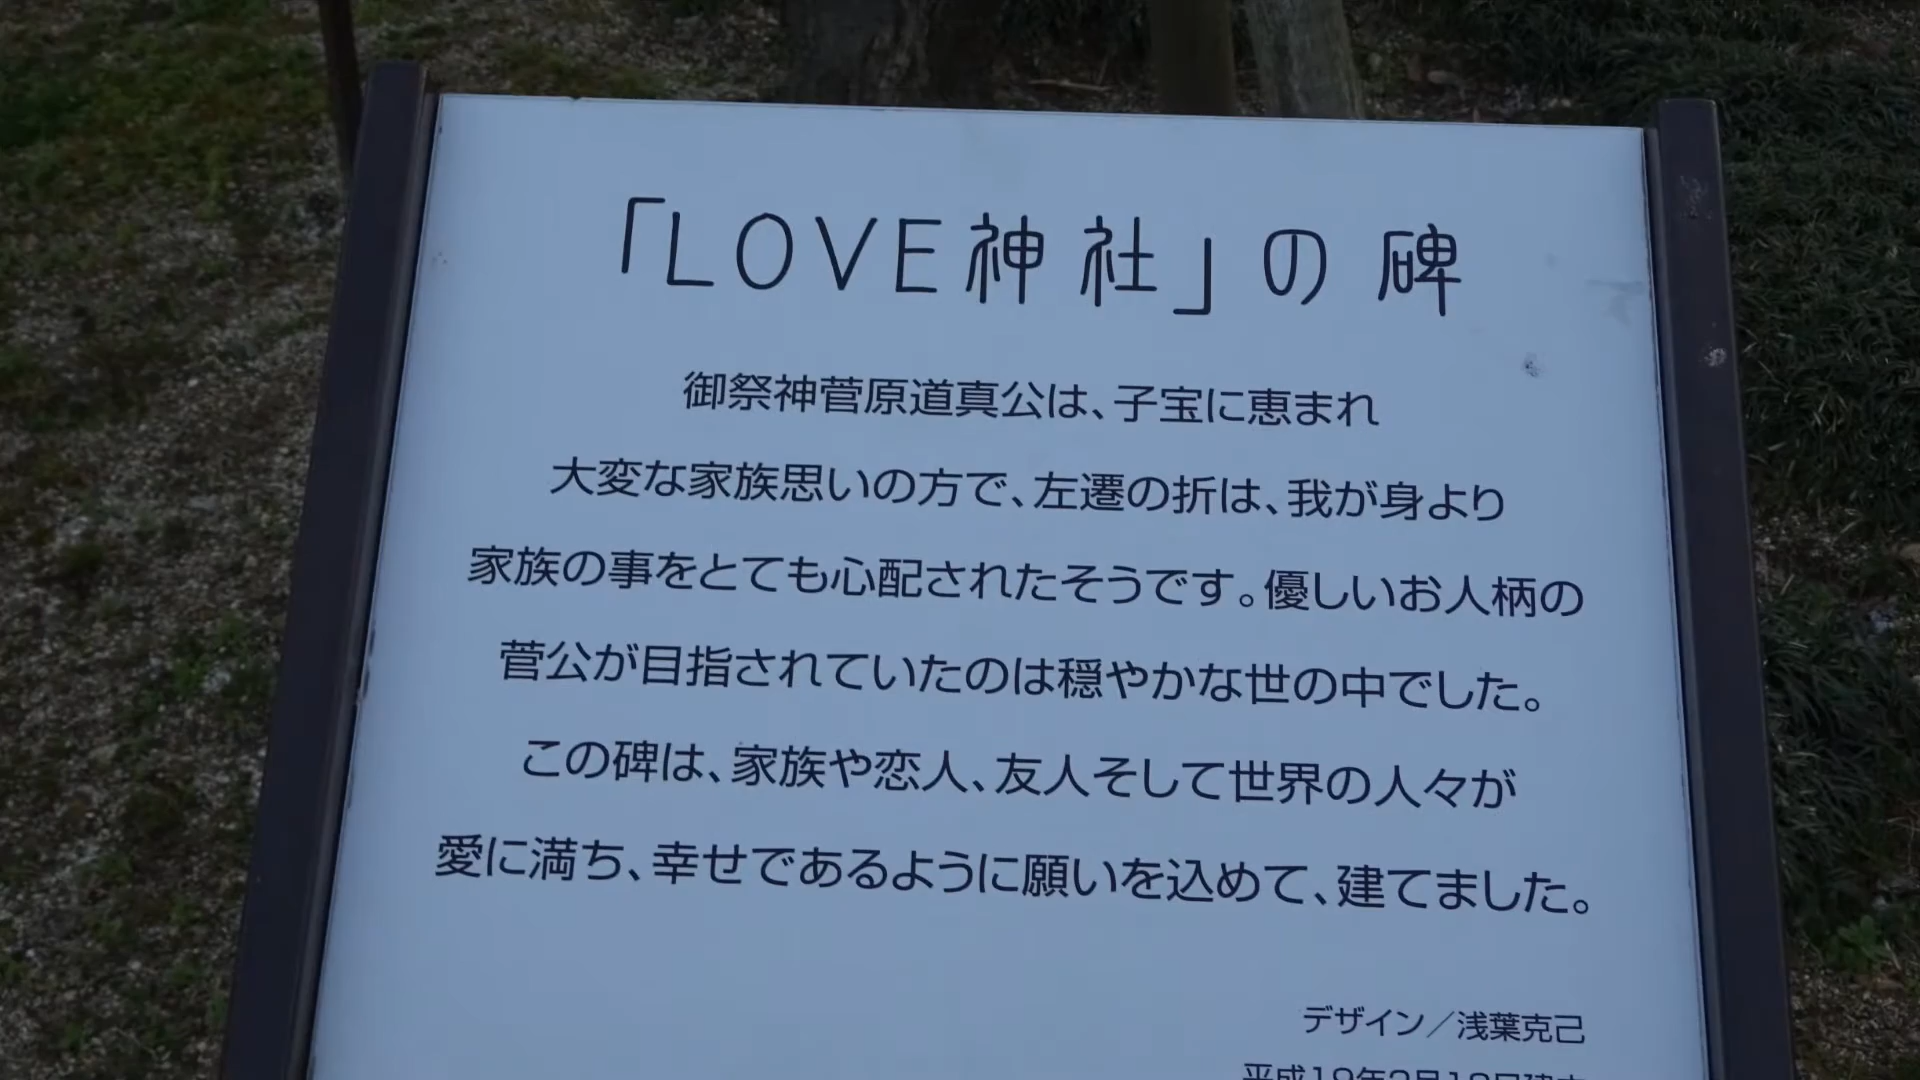 「LOVE神社」の碑
御祭神菅原道真公は、子宝に恵まれ
大変な家族思いの方で、左遷の折は、我が身より
家族の事をとても心配されたそうです。優しいお人柄の
菅公が目指されていたのは穏やかな世の中でした。
この碑は、家族や恋人、友人そして世界の人々が
愛に満ち、幸せであるように願いを込めて、建てました。
デザイン／浅葉克己
平成19年